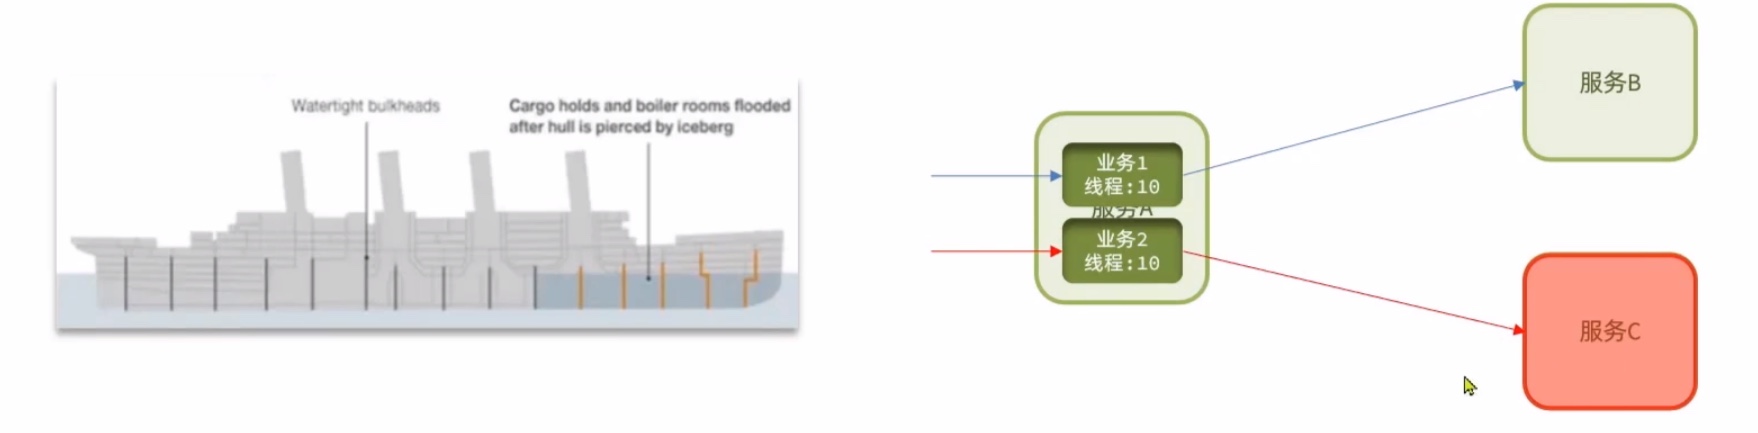 Watertight bulkheads
Cargo holds and boiler rooms flooded
after hull is pierced by iceberg
业务1
线程:10
服务A
业务2
线程:10
服务B
服务C